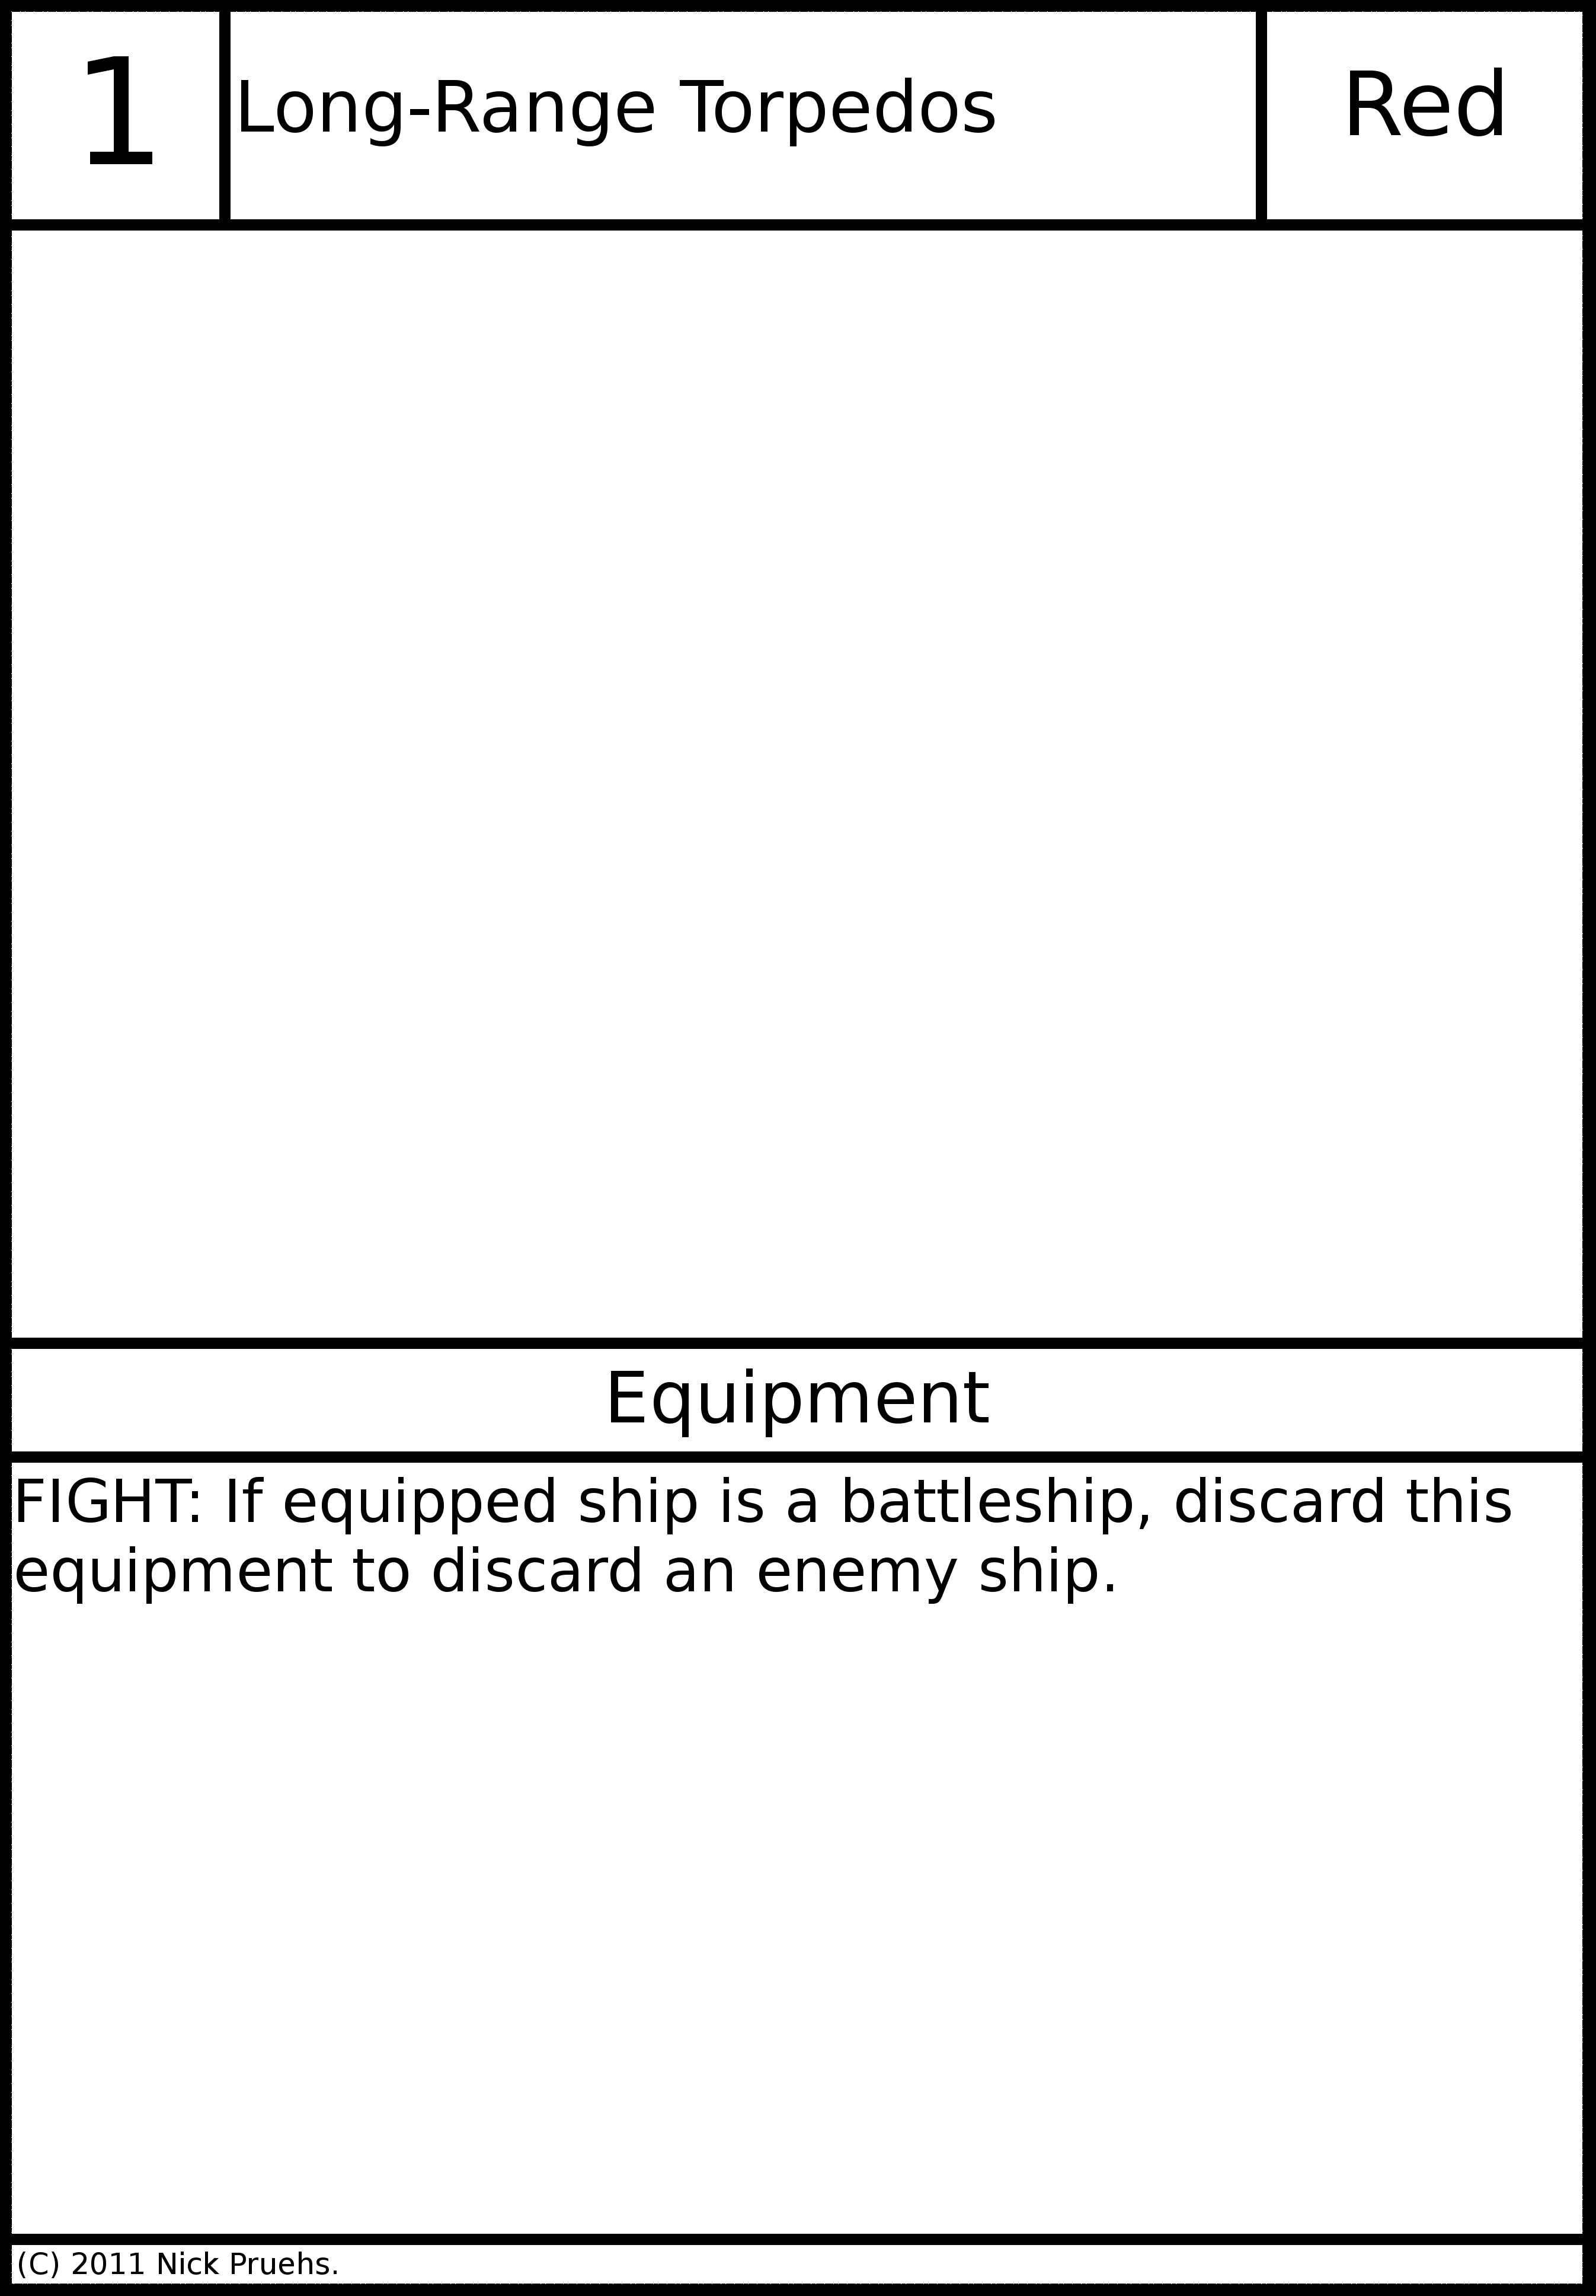 1
Long-Range Torpedos
Red
Equipment
FIGHT: If equipped ship is a battleship, discard this
equipment to discard an enemy ship.
(C) 2011 Nick Pruehs.